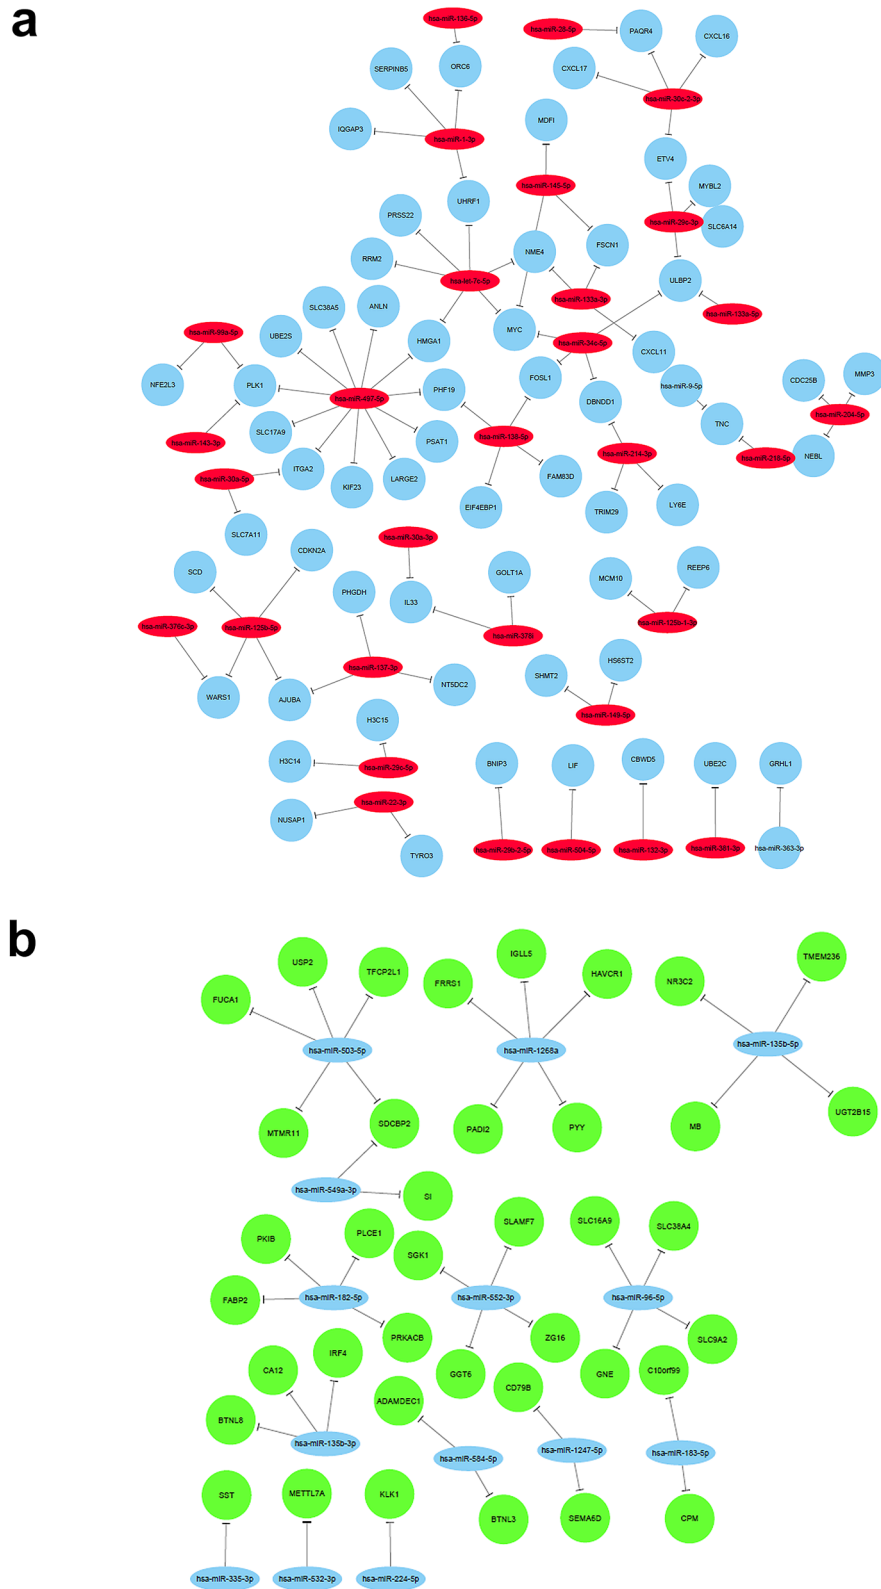 a
hsa-miR-136-5p
hsa-miR-33-5p
PAQR4
CXCL16
SERPINB5
ORC6
CXCL17
hsa-miR-30c-2-3p
IQGAP3
hsa-miR-1-3p
MDFI
ETV4
hsa-miR-145-5p
MYBL2
UHRF1
PRSS22
hsa-miR-29c-3p
SLC6A14
RRM2
NME4
FSCN1
hsa-let-7c-5p
ULBP2
hsa-miR-133a-3p
hsa-miR-133a-5p
SLC38A5
ANLN
UBE2S
HMGA1
MYC
hsa-miR-34c-5p
hsa-miR-99a-5p
CXCL11
NFE2L3
PLK1
PHF19
FOSL1
hsa-miR-9-5p
CDC25B
MMP3
hsa-miR-497-5p
DBNDD1
hsa-miR-204-5p
SLC17A9
PSAT1
TNC
hsa-miR-143-3p
hsa-miR-139-5p
hsa-miR-214-3p
hsa-miR-218-5p
NEBL
ITGA2
hsa-miR-30a-5p
KIF23
LARGE2
FAM83D
EIF4EBP1
TRIM29
LY6E
SLC7A11
hsa-miR-30a-3p
CDKN2A
SCD
GOLT1A
REEP6
PHGDH
MCM10
IL33
hsa-miR-376c-3p
hsa-miR-125b-5p
hsa-miR-378i
hsa-miR-125b-1-3p
hsa-miR-137-3p
HS6ST2
WARS1
AJUBA
NT5DC2
SHMT2
hsa-miR-149-5p
H3C15
H3C14
hsa-miR-29c-5p
BNIP3
LIF
CBWD5
UBE2C
GRHL1
hsa-miR-22-3p
NUSAP1
TYRO3
hsa-miR-29b-2-5p
hsa-miR-504-5p
hsa-miR-132-3p
hsa-miR-381-3p
hsa-miR-363-3p
b
USP2
IGLL5
TMEM236
FUCA1
TFCP2L1
FRRS1
HAVCR1
NR3C2
hsa-miR-503-5p
hsa-miR-1258a
hsa-miR-135b-5p
MTMR11
SDCBP2
PADI2
PYY
MB
UGT2B15
hsa-miR-549a-3p
SI
PKIB
PLCE1
SGK1
SLAMF7
SLC16A9
SLC38A4
FABP2
hsa-miR-182-5p
hsa-miR-552-3p
hsa-miR-96-5p
PRKACB
ZG16
SLC9A2
CA12
IRF4
GGT6
GNE
C10orf99
ADAMDEC1
CD79B
BTNL8
hsa-miR-135b-3p
hsa-miR-584-5p
hsa-miR-1247-5p
hsa-miR-183-5p
SST
METTL7A
KLK1
BTNL3
SEMA5D
CPM
hsa-miR-335-3p
hsa-miR-532-3p
hsa-miR-224-5p